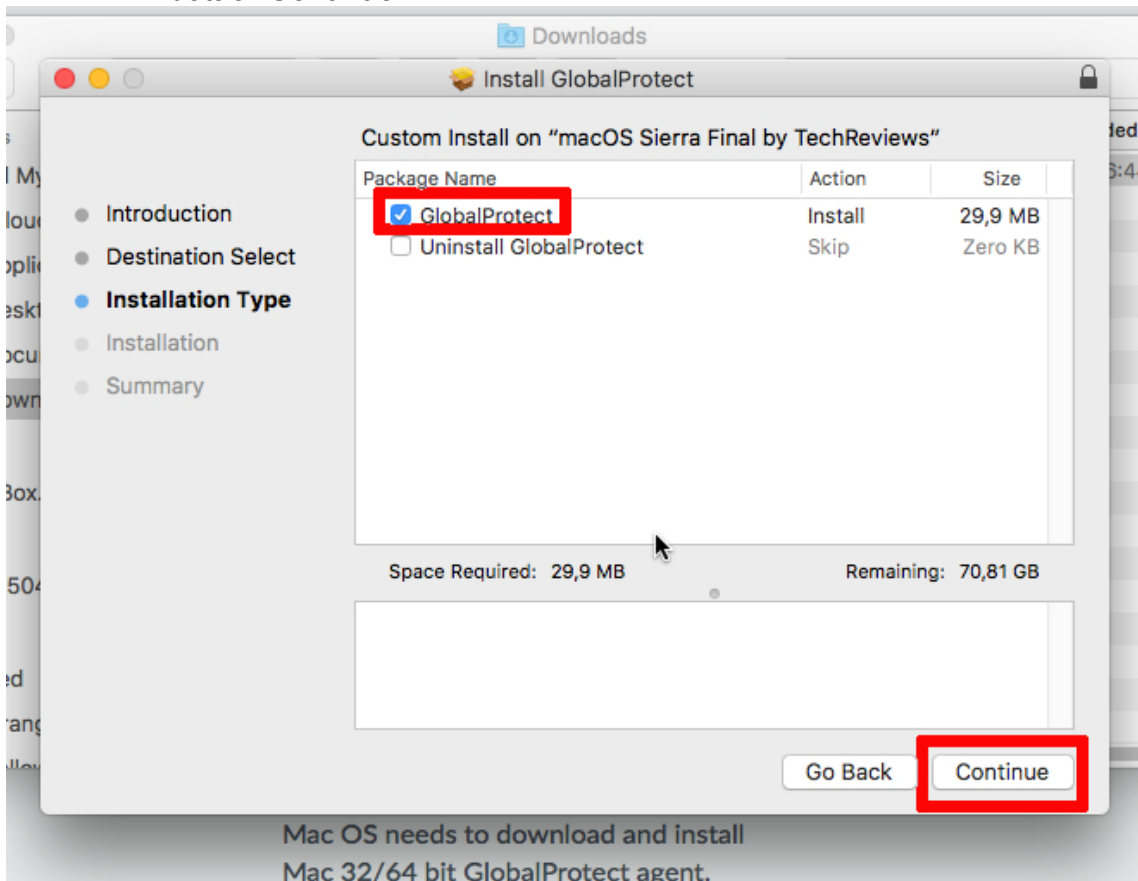 Downloads
Install GlobalProtect
Custom Install on “macOS Sierra Final by TechReviews”
Package Name Action Size
GlobalProtect Install 29,9 MB
Uninstall GlobalProtect Skip Zero KB
Introduction
Destination Select
Installation Type
Installation
Summary
Space Required: 29,9 MB Remaining: 70,81 GB
Go Back Continue
Mac OS needs to download and install
Mac 32/64 bit GlobalProtect agent.